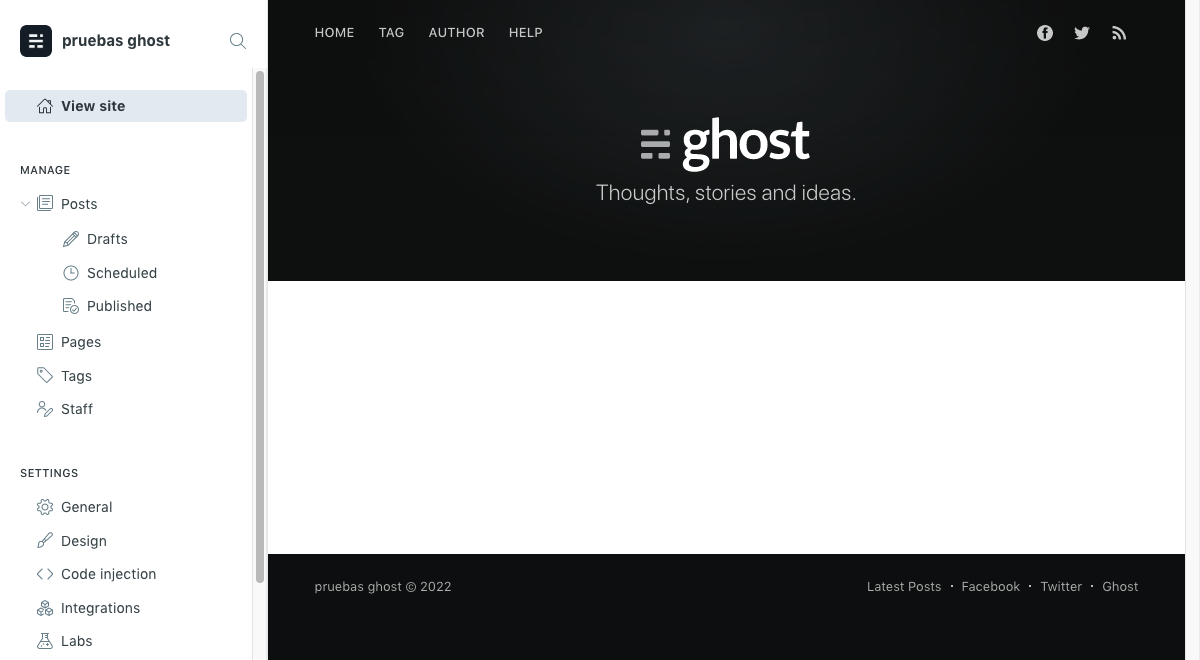 pruebas ghost
View site
MANAGE
Posts
Drafts
Scheduled
Published
Pages
Tags
Staff
SETTINGS
General
Design
Code injection
Integrations
Labs
HOME TAG AUTHOR HELP
ghost
Thoughts, stories and ideas.
pruebas ghost © 2022
Latest Posts · Facebook · Twitter · Ghost